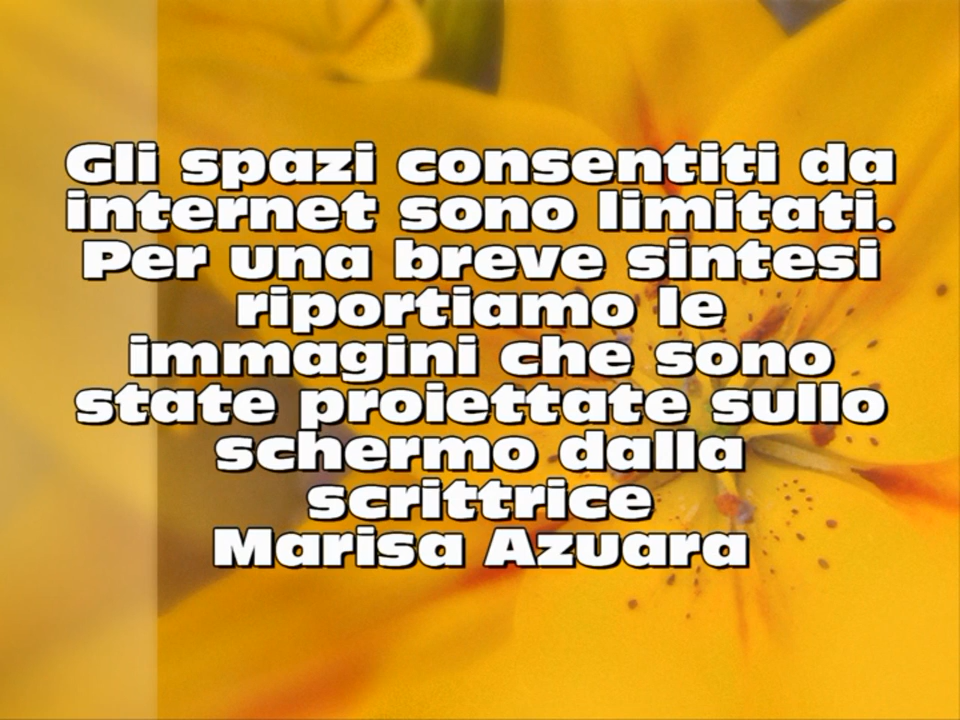 Gli spazi consentiti da
internet sono limitati.
Per una breve sintesi
riportiamo le
immagini che sono
state proiettate sullo
schermo dalla
scrittrice
Marisa Azuara